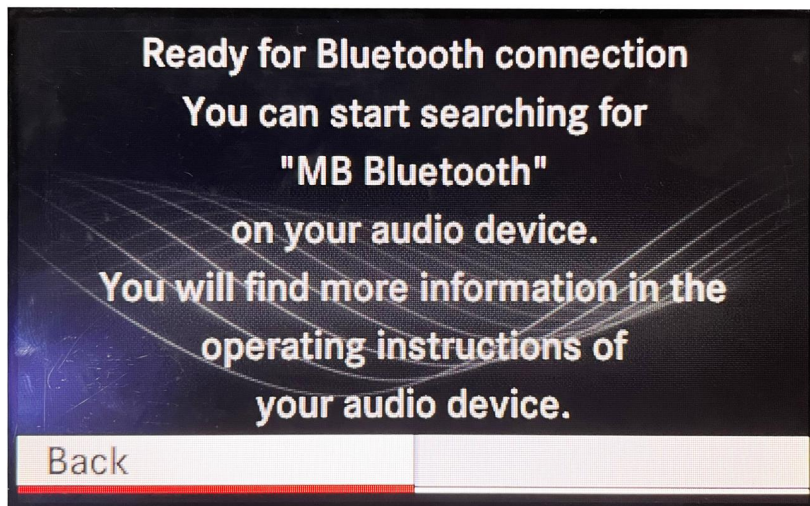 Ready for Bluetooth connection
You can start searching for
"MB Bluetooth"
on your audio device.
You will find more information in the
operating instructions of
your audio device.
Back